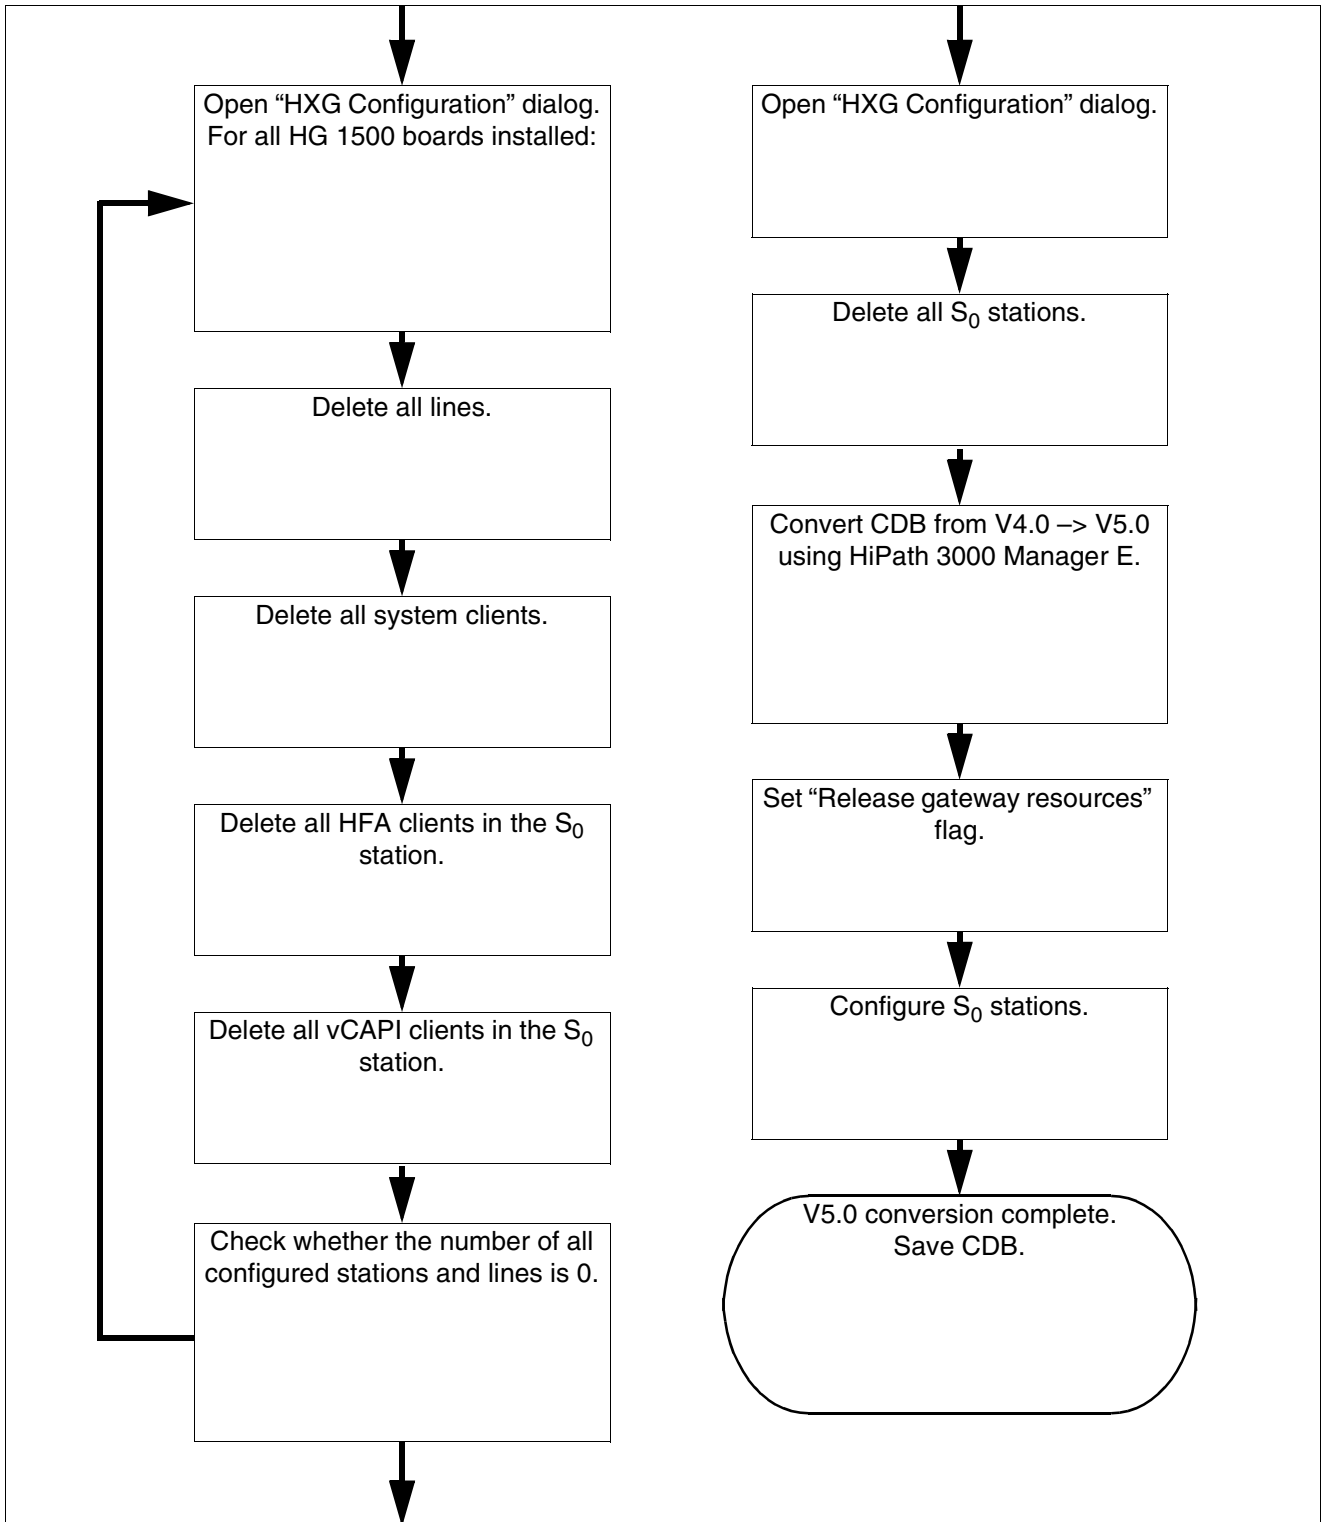 Open “HXG Configuration” dialog.
For all HG 1500 boards installed:
Delete all lines.
Delete all system clients.
Delete all HFA clients in the S0
station.
Delete all vCAPI clients in the S0
station.
Check whether the number of all
configured stations and lines is 0.
Open “HXG Configuration” dialog.
Delete all S0 stations.
Convert CDB from V4.0 –> V5.0
using HiPath 3000 Manager E.
Set “Release gateway resources”
flag.
Configure S0 stations.
V5.0 conversion complete.
Save CDB.